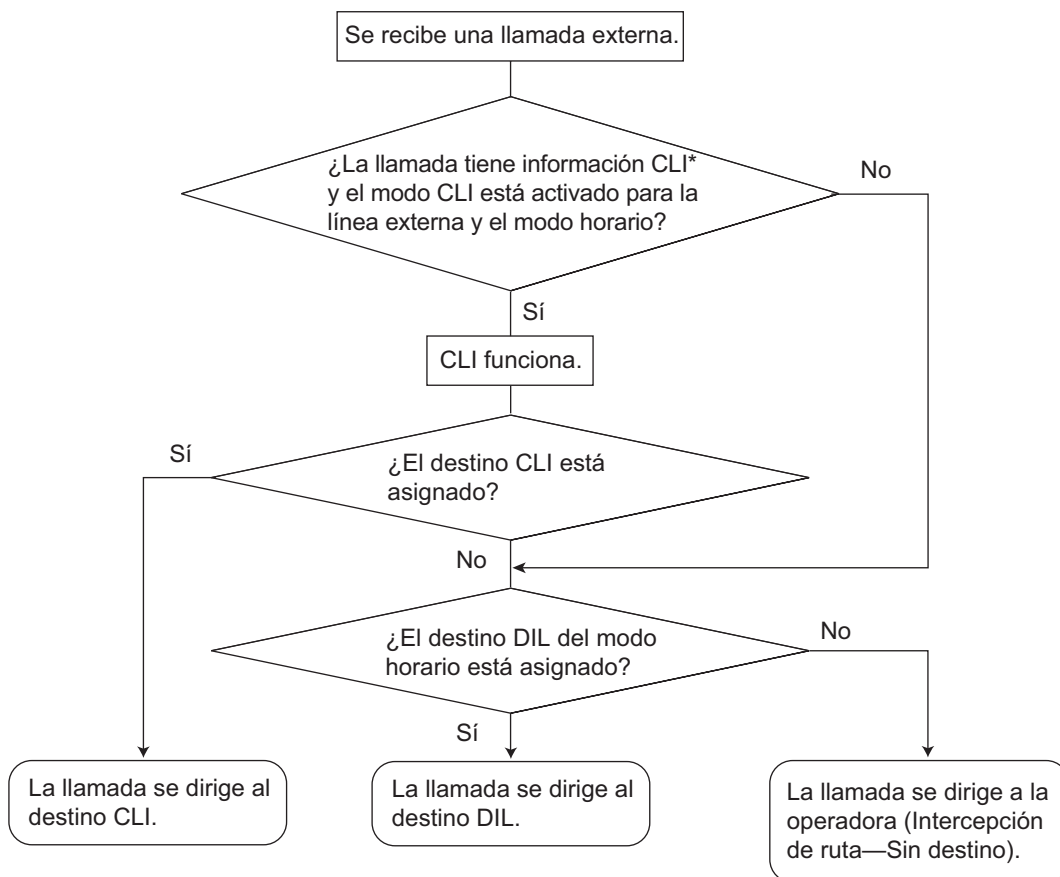 Se recibe una llamada externa.
¿La llamada tiene información CLI*
y el modo CLI está activado para la
línea externa y el modo horario?
No
Sí
CLI funciona.
Sí
¿El destino CLI está
asignado?
No
¿El destino DIL del modo
horario está asignado?
No
Sí
La llamada se dirige al
destino CLI.
La llamada se dirige al
destino DIL.
La llamada se dirige a la
operadora (Intercepción
de ruta—Sin destino).